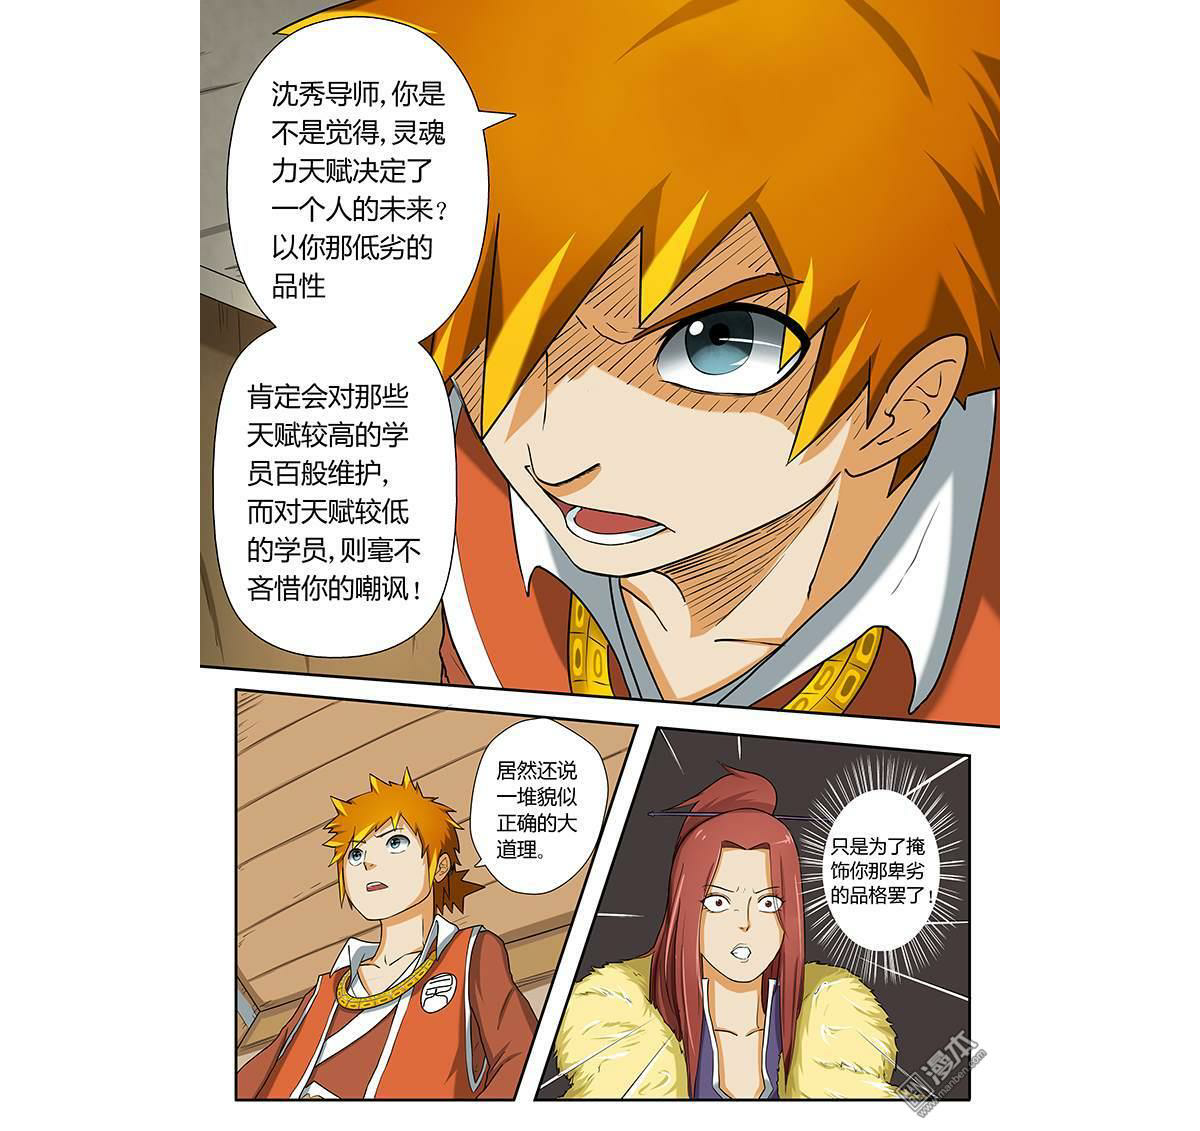 沈秀导师,你是
不是觉得,灵魂
力天赋决定了
一个人的未来?
以你那低劣的
品性
肯定会对那些
天赋较高的学
员百般维护,
而对天赋较低
的学员,则毫不
吝惜你的嘲讽!
居然还说
一堆貌似
正确的大
道理。
只是为了掩
饰你那卑劣
的品格罢了!
漫本
www.manben.com